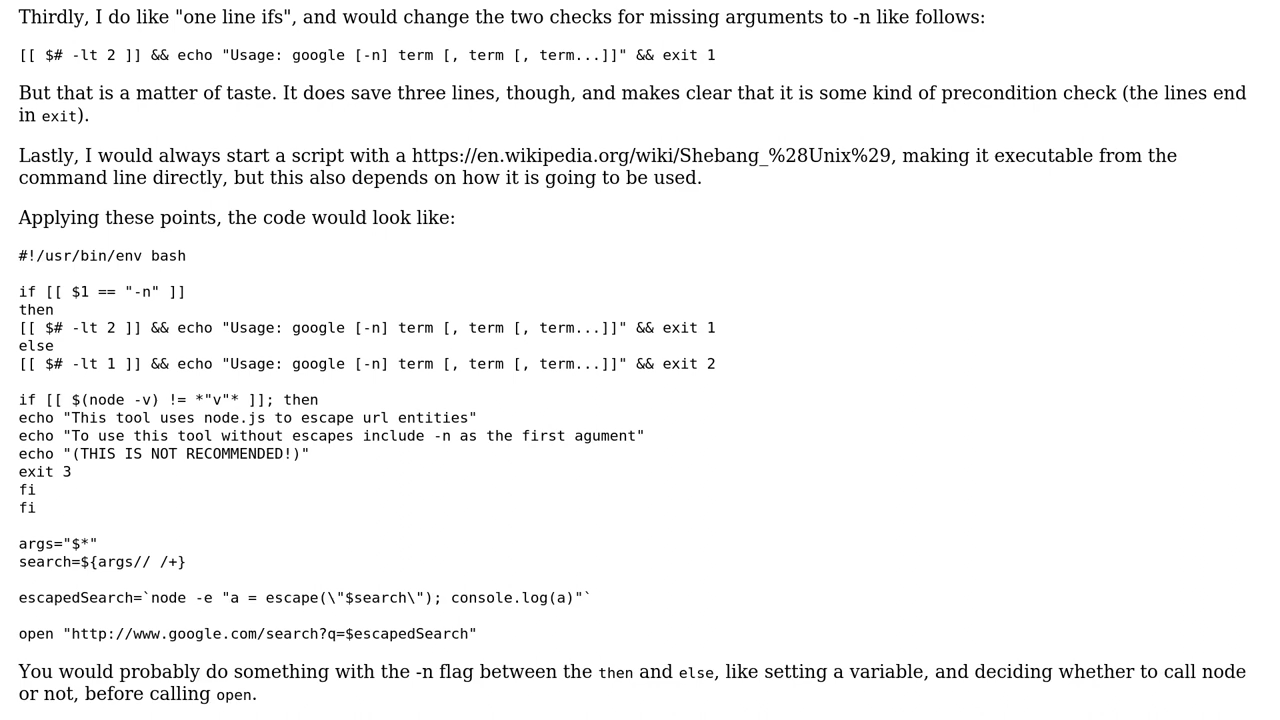 Thirdly, I do like "one line ifs", and would change the two checks for missing arguments to -n like follows:
[[ $# -lt 2 ]] && echo "Usage: google [-n] term [, term [, term...]]" && exit 1
But that is a matter of taste. It does save three lines, though, and makes clear that it is some kind of precondition check (the lines end
in exit).
Lastly, I would always start a script with a https://en.wikipedia.org/wiki/Shebang_%28Unix%29, making it executable from the
command line directly, but this also depends on how it is going to be used.
Applying these points, the code would look like:
#!/usr/bin/env bash
if [[ $1 == "-n" ]]
then
[[ $# -lt 2 ]] && echo "Usage: google [-n] term [, term [, term...]]" && exit 1
else
[[ $# -lt 1 ]] && echo "Usage: google [-n] term [, term [, term...]]" && exit 2
if [[ $(node -v) != *"v"* ]]; then
echo "This tool uses node.js to escape url entities"
echo "To use this tool without escapes include -n as the first agument"
echo "(THIS IS NOT RECOMMENDED!)"
exit 3
fi
fi
args="$*"
search=${args// /+}
escapedSearch=`node -e "a = escape(\"$search\"); console.log(a)"`
open "http://www.google.com/search?q=$escapedSearch"
You would probably do something with the -n flag between the then and else, like setting a variable, and deciding whether to call node
or not, before calling open.